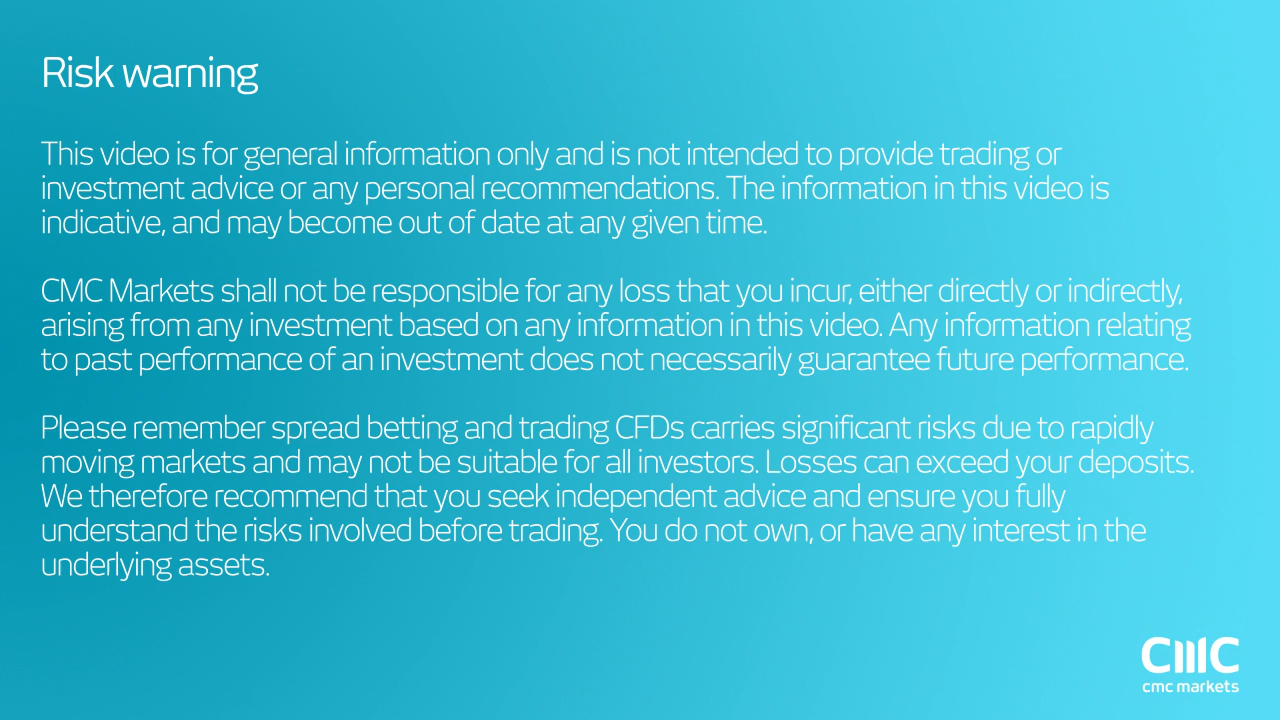 Risk warning
This video is for general information only and is not intended to provide trading or
investment advice or any personal recommendations. The information in this video is
indicative, and may become out of date at any given time.
CMC Markets shall not be responsible for any loss that you incur, either directly or indirectly,
arising from any investment based on any information in this video. Any information relating
to past performance of an investment does not necessarily guarantee future performance.
Please remember spread betting and trading CFDs carries significant risks due to rapidly
moving markets and may not be suitable for all investors. Losses can exceed your deposits.
We therefore recommend that you seek independent advice and ensure you fully
understand the risks involved before trading. You do not own, or have any interest in the
underlying assets.
CMC
cmc markets